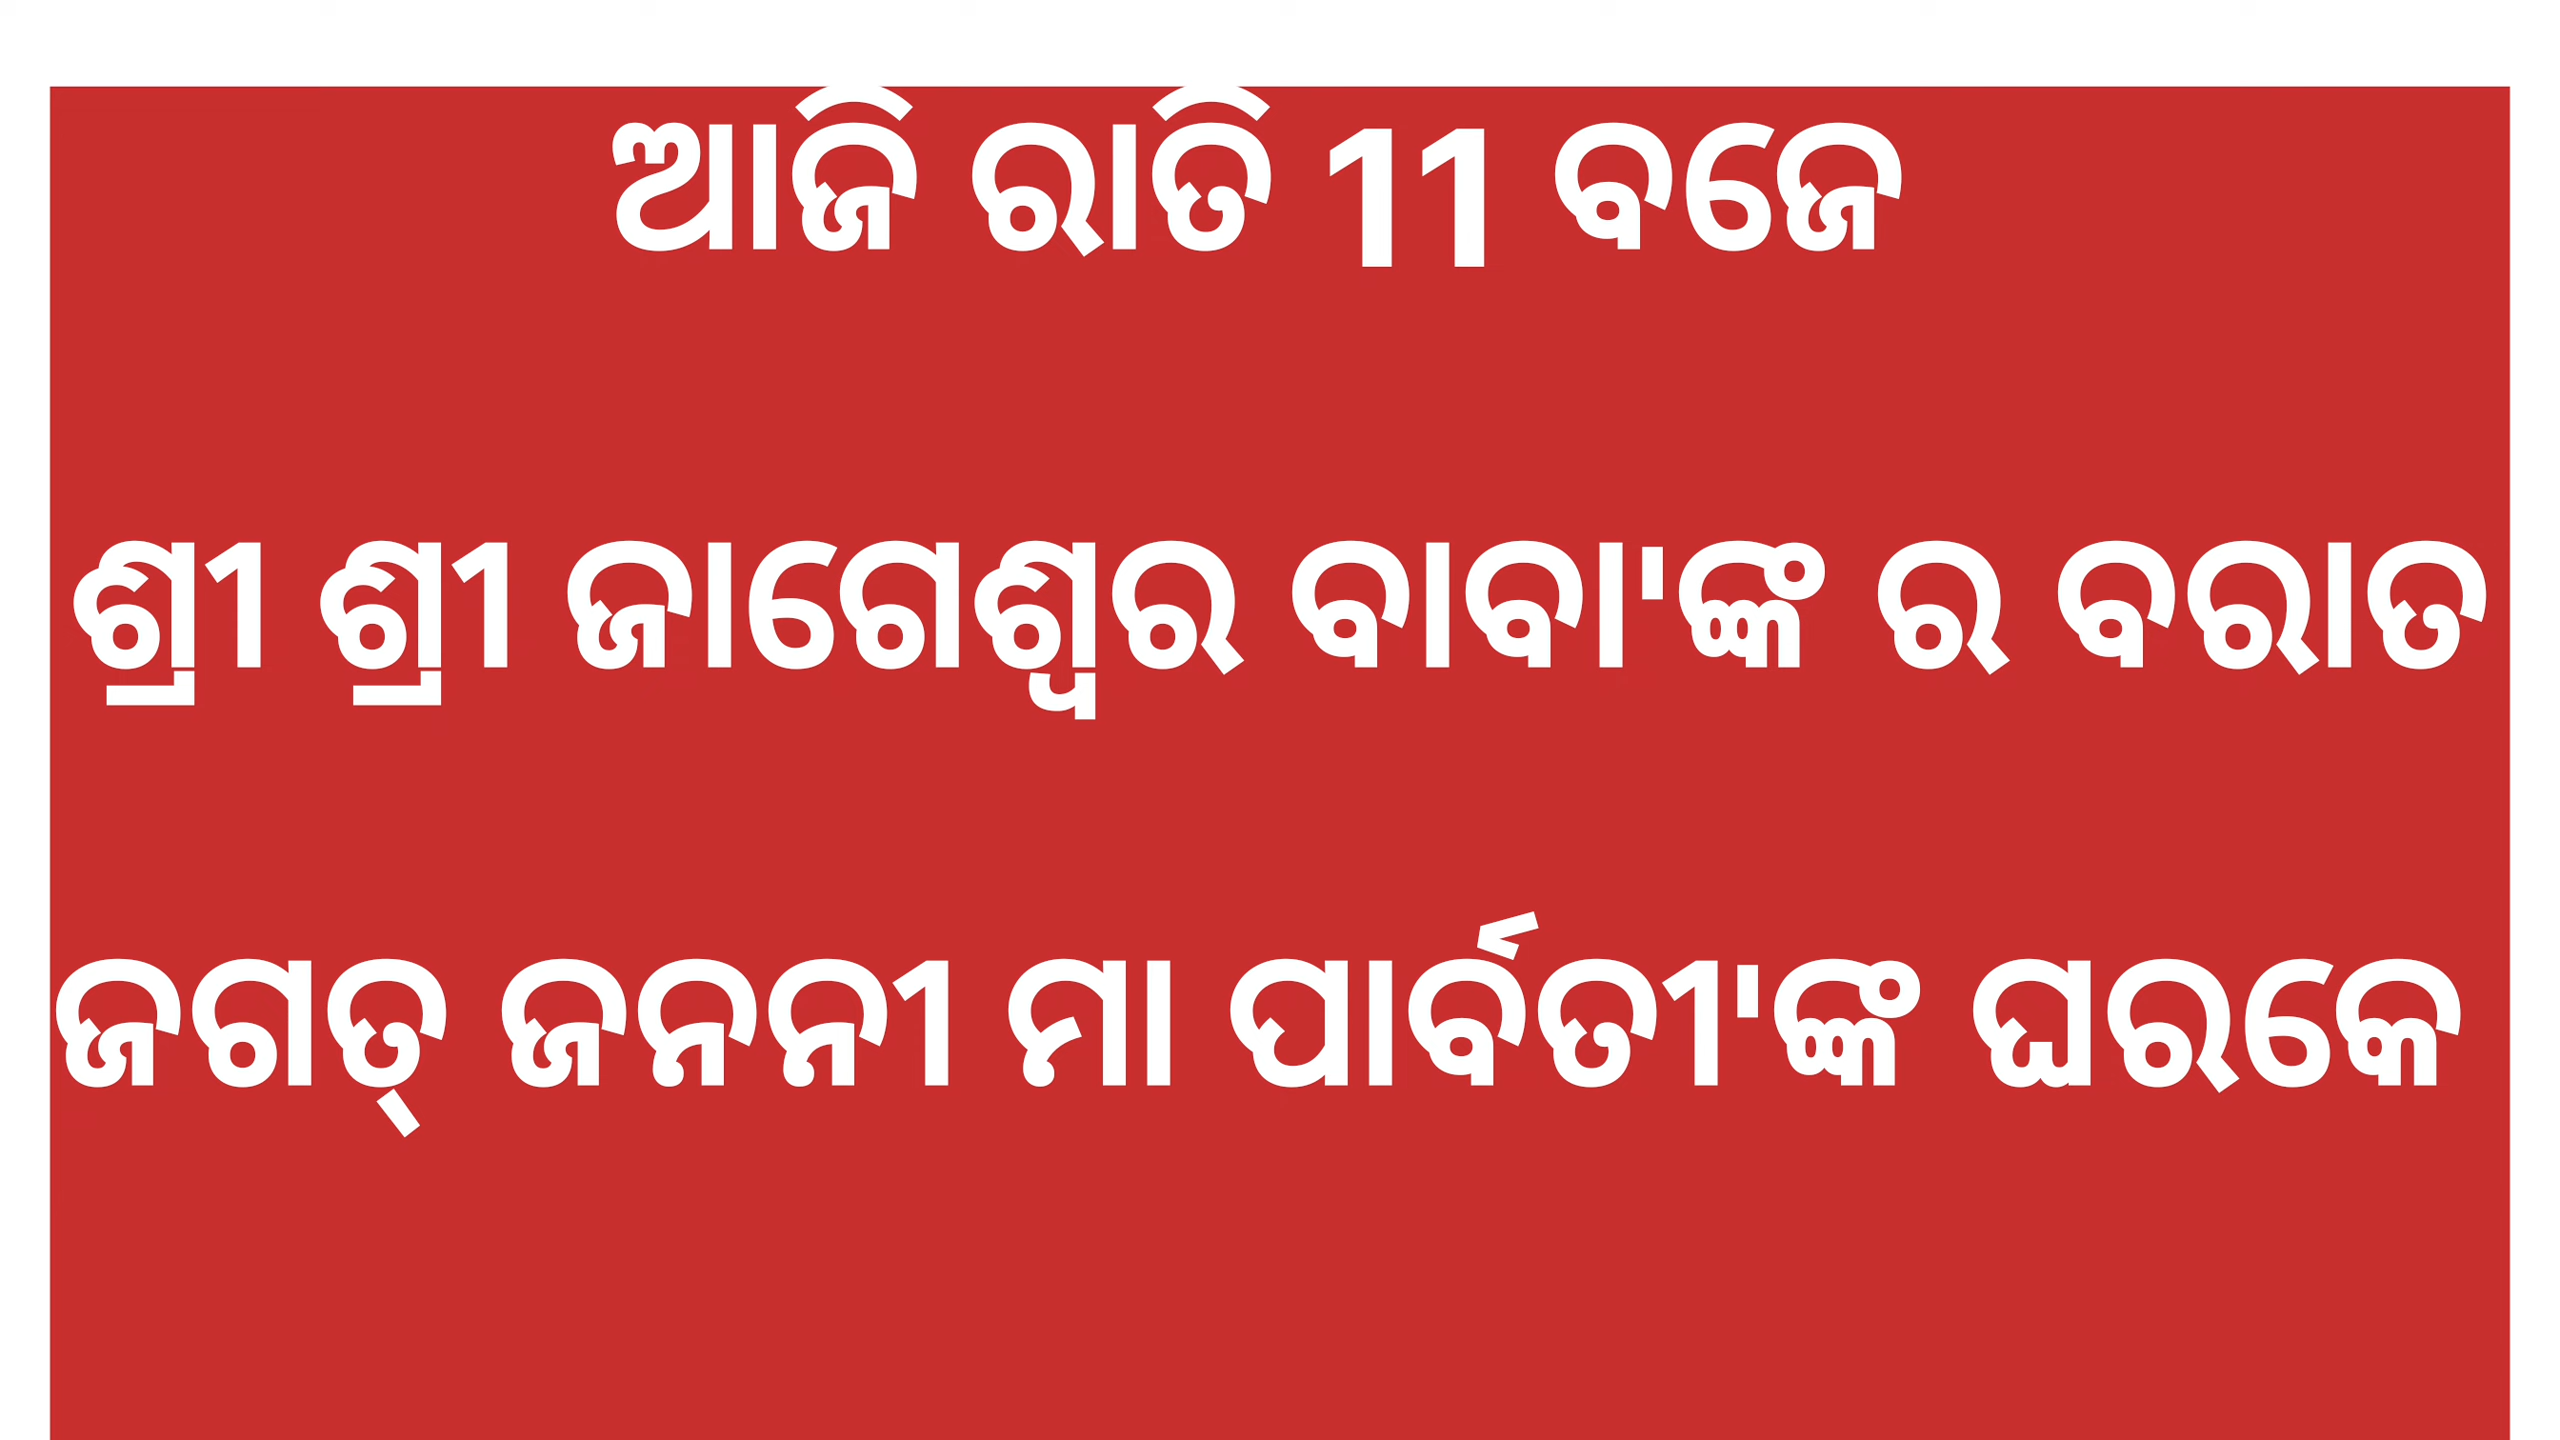 ଆଜି ରାତି 11 ବଜେ
ଶ୍ରୀ ଶ୍ରୀ ଜାଗେଶ୍ୱର ବାବା'ଙ୍କ ର ବରାତ
ଜଗତ୍ ଜନନୀ ମା ପାର୍ବତୀ'ଙ୍କ ଘରକେ